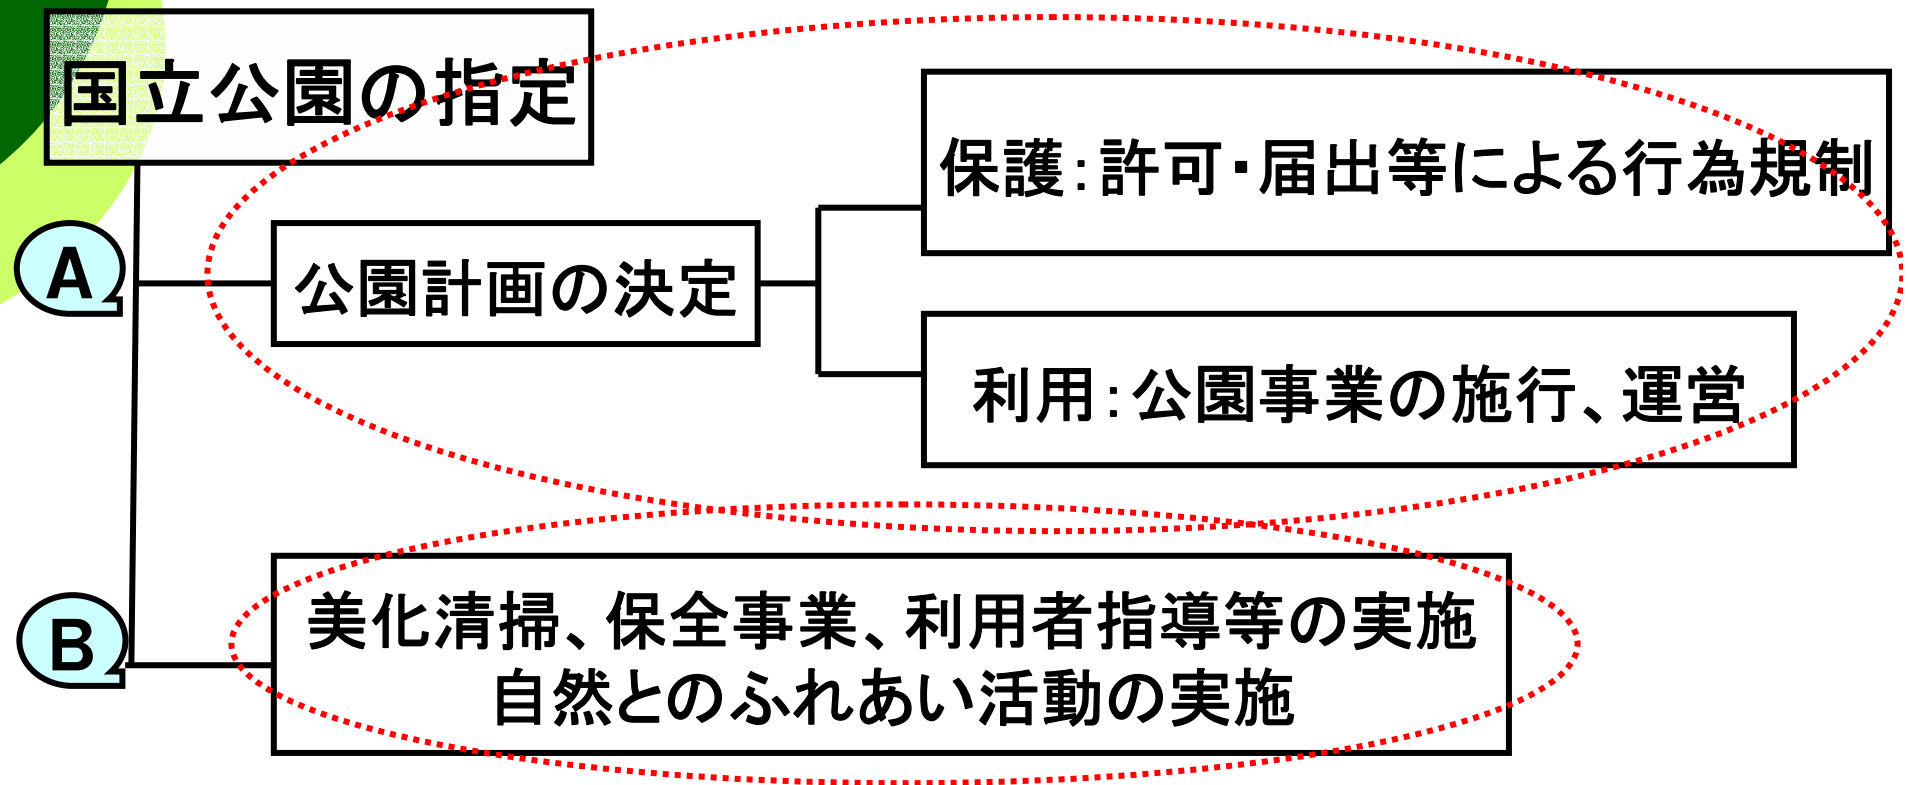 国立公園の指定
保護：許可・届出等による行為規制
A
公園計画の決定
利用：公園事業の施行、運営
B
美化清掃、保全事業、利用者指導等の実施
自然とのふれあい活動の実施